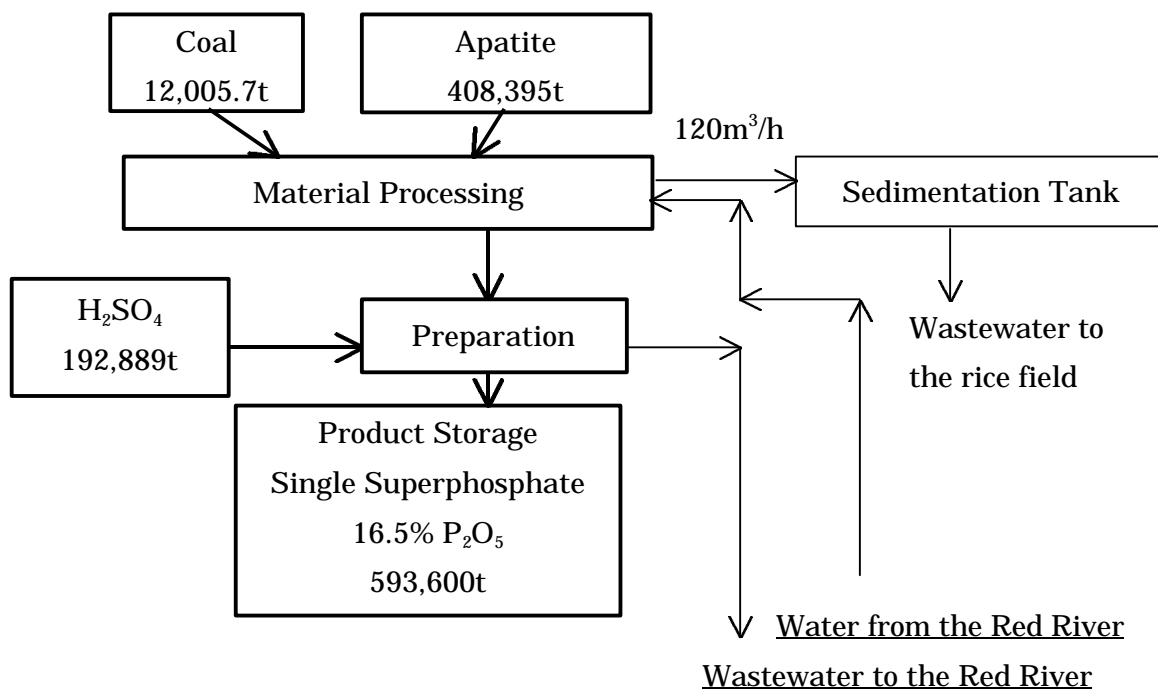 Coal
12,005.7t
Apatite
408,395t
120m³/h
Material Processing
Sedimentation Tank
H₂SO₄
192,889t
Preparation
Wastewater to
the rice field
Product Storage
Single Superphosphate
16.5% P₂O₅
593,600t
Water from the Red River
Wastewater to the Red River